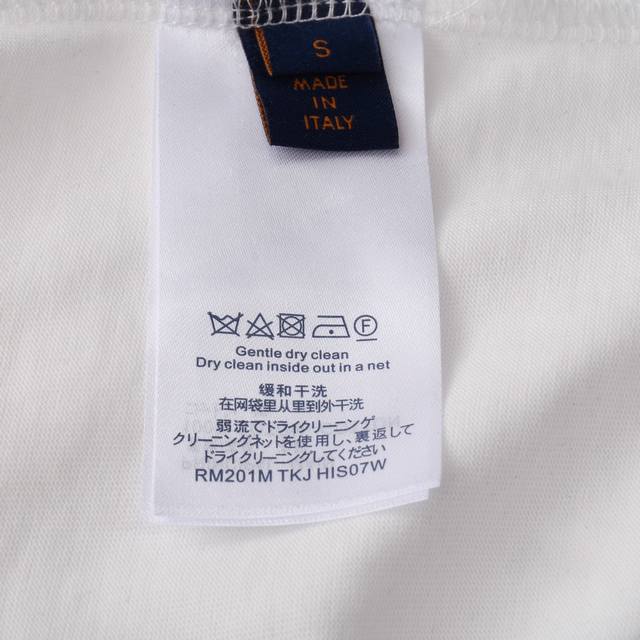 S
MADE
IN
ITALY
Gentle dry clean
Dry clean inside out in a net
缓和干洗
在网袋里从里到外干洗
弱流でドライクリーニンゲ
クリーニングネットを使用し、裏返して
ドライクリーニングしてください
RM201M TKJ HIS07W